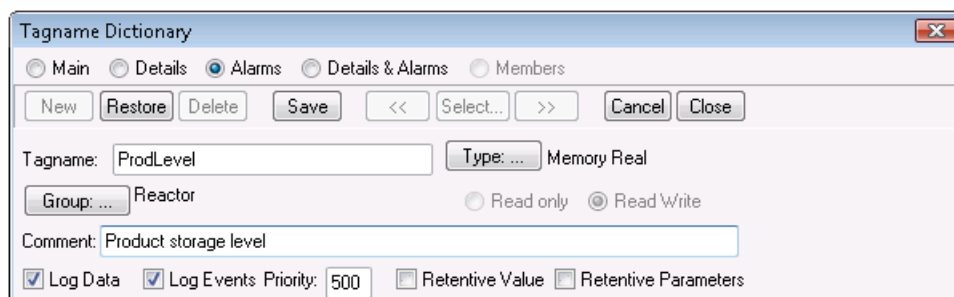 Tagname Dictionary
Main Details Alarms Details & Alarms Members
New Restore Delete Save << Select... >> Cancel Close
Tagname: ProdLevel Type: ... Memory Real
Group: ... Reactor Read only Read Write
Comment: Product storage level
Log Data Log Events Priority: 500 Retentive Value Retentive Parameters